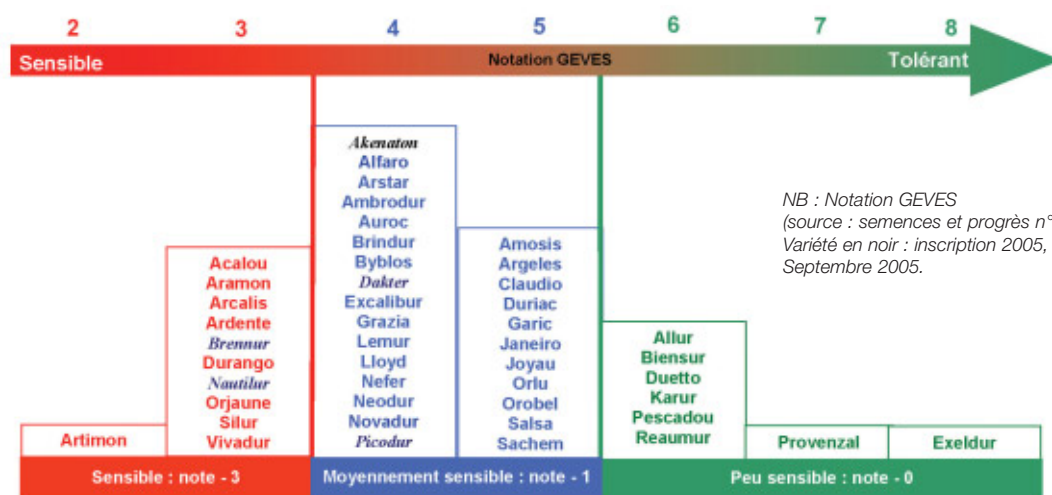 2 3 4 5 6 7 8
Sensible Notation GEVES Tolérant
Artimon
Acalou
Aramon
Arcalis
Ardente
Brennur
Durango
Nautilur
Orjaune
Silur
Vivadur
Akenaton
Alfaro
Arstar
Ambrodur
Auroc
Brindur
Byblos
Dakter
Excalibur
Grazia
Lemur
Lloyd
Nefer
Neodur
Novadur
Picodur
Amosis
Argeles
Claudio
Duriac
Garic
Janeiro
Joyau
Orlu
Orobel
Salsa
Sachem
Allur
Biensur
Duetto
Karur
Pescadou
Reaumur
Provenzal
Exeldur
NB : Notation GEVES
(source : semences et progrès n°
Variété en noir : inscription 2005,
Septembre 2005.
Sensible : note - 3 Moyennement sensible : note - 1 Peu sensible : note - 0